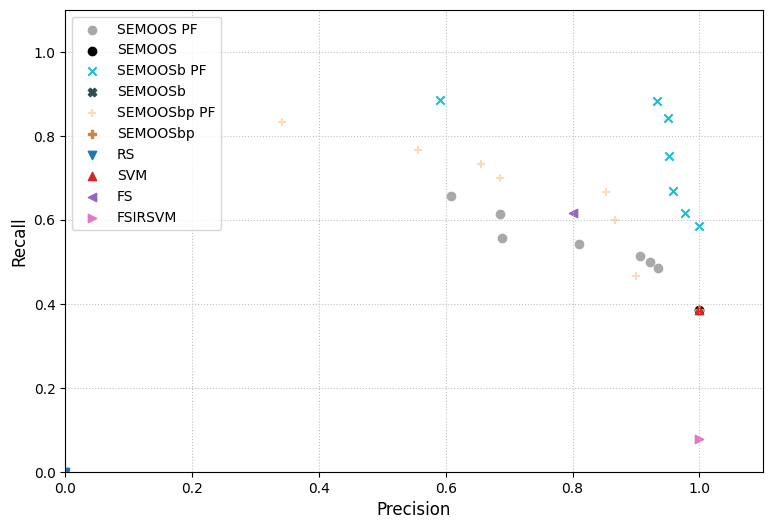 SEMOOS PF
SEMOOS
SEMOOSb PF
SEMOOSb
SEMOOSbp PF
SEMOOSbp
RS
SVM
FS
FSIRSVM
1.0
0.8
0.6
0.4
0.2
0.0
Recall
0.0 0.2 0.4 0.6 0.8 1.0
Precision